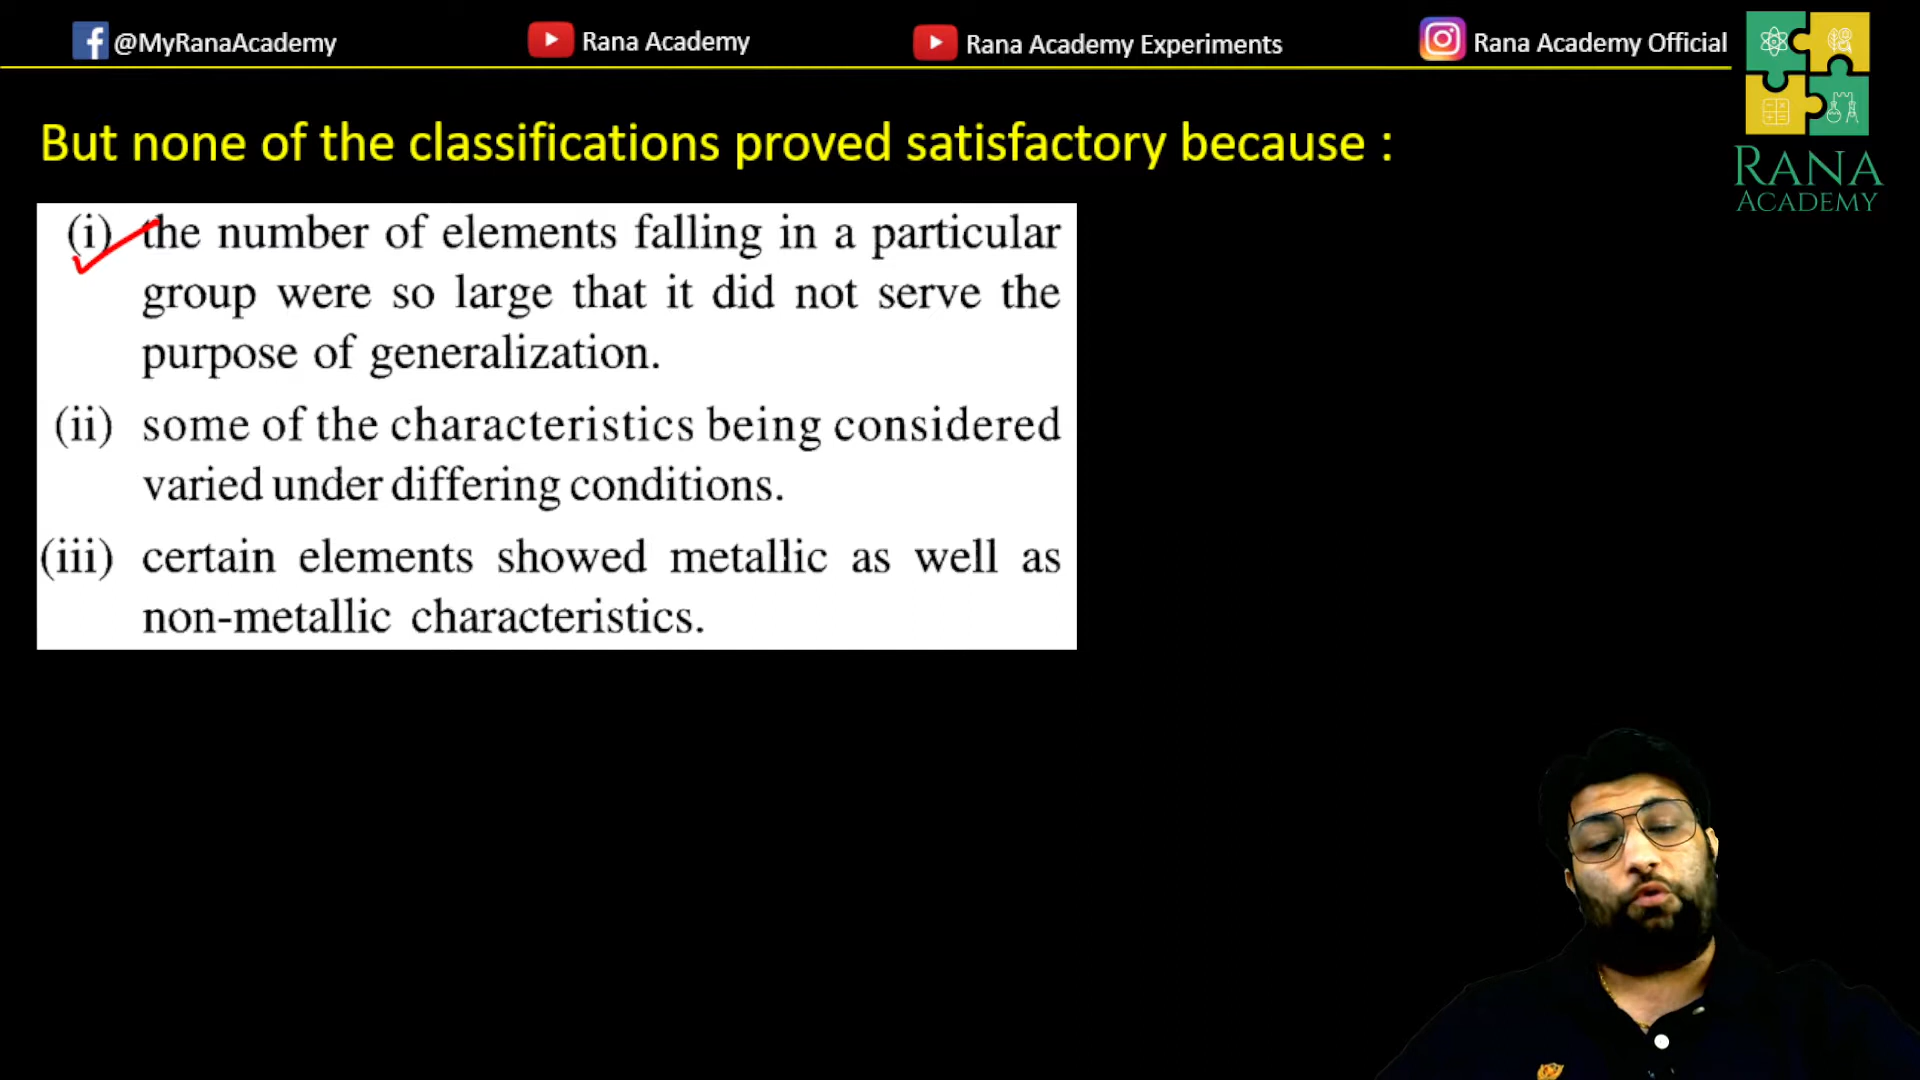 @MyRanaAcademy
Rana Academy
Rana Academy Experiments
Rana Academy Official
RANA
ACADEMY
But none of the classifications proved satisfactory because :
(i) the number of elements falling in a particular
group were so large that it did not serve the
purpose of generalization.
(ii) some of the characteristics being considered
varied under differing conditions.
(iii) certain elements showed metallic as well as
non-metallic characteristics.